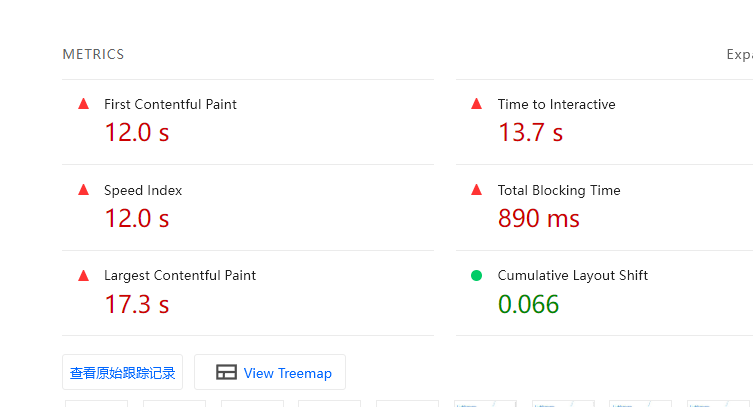 METRICS
Expa
First Contentful Paint
12.0 s
Time to Interactive
13.7 s
Speed Index
12.0 s
Total Blocking Time
890 ms
Largest Contentful Paint
17.3 s
Cumulative Layout Shift
0.066
查看原始跟踪记录
View Treemap